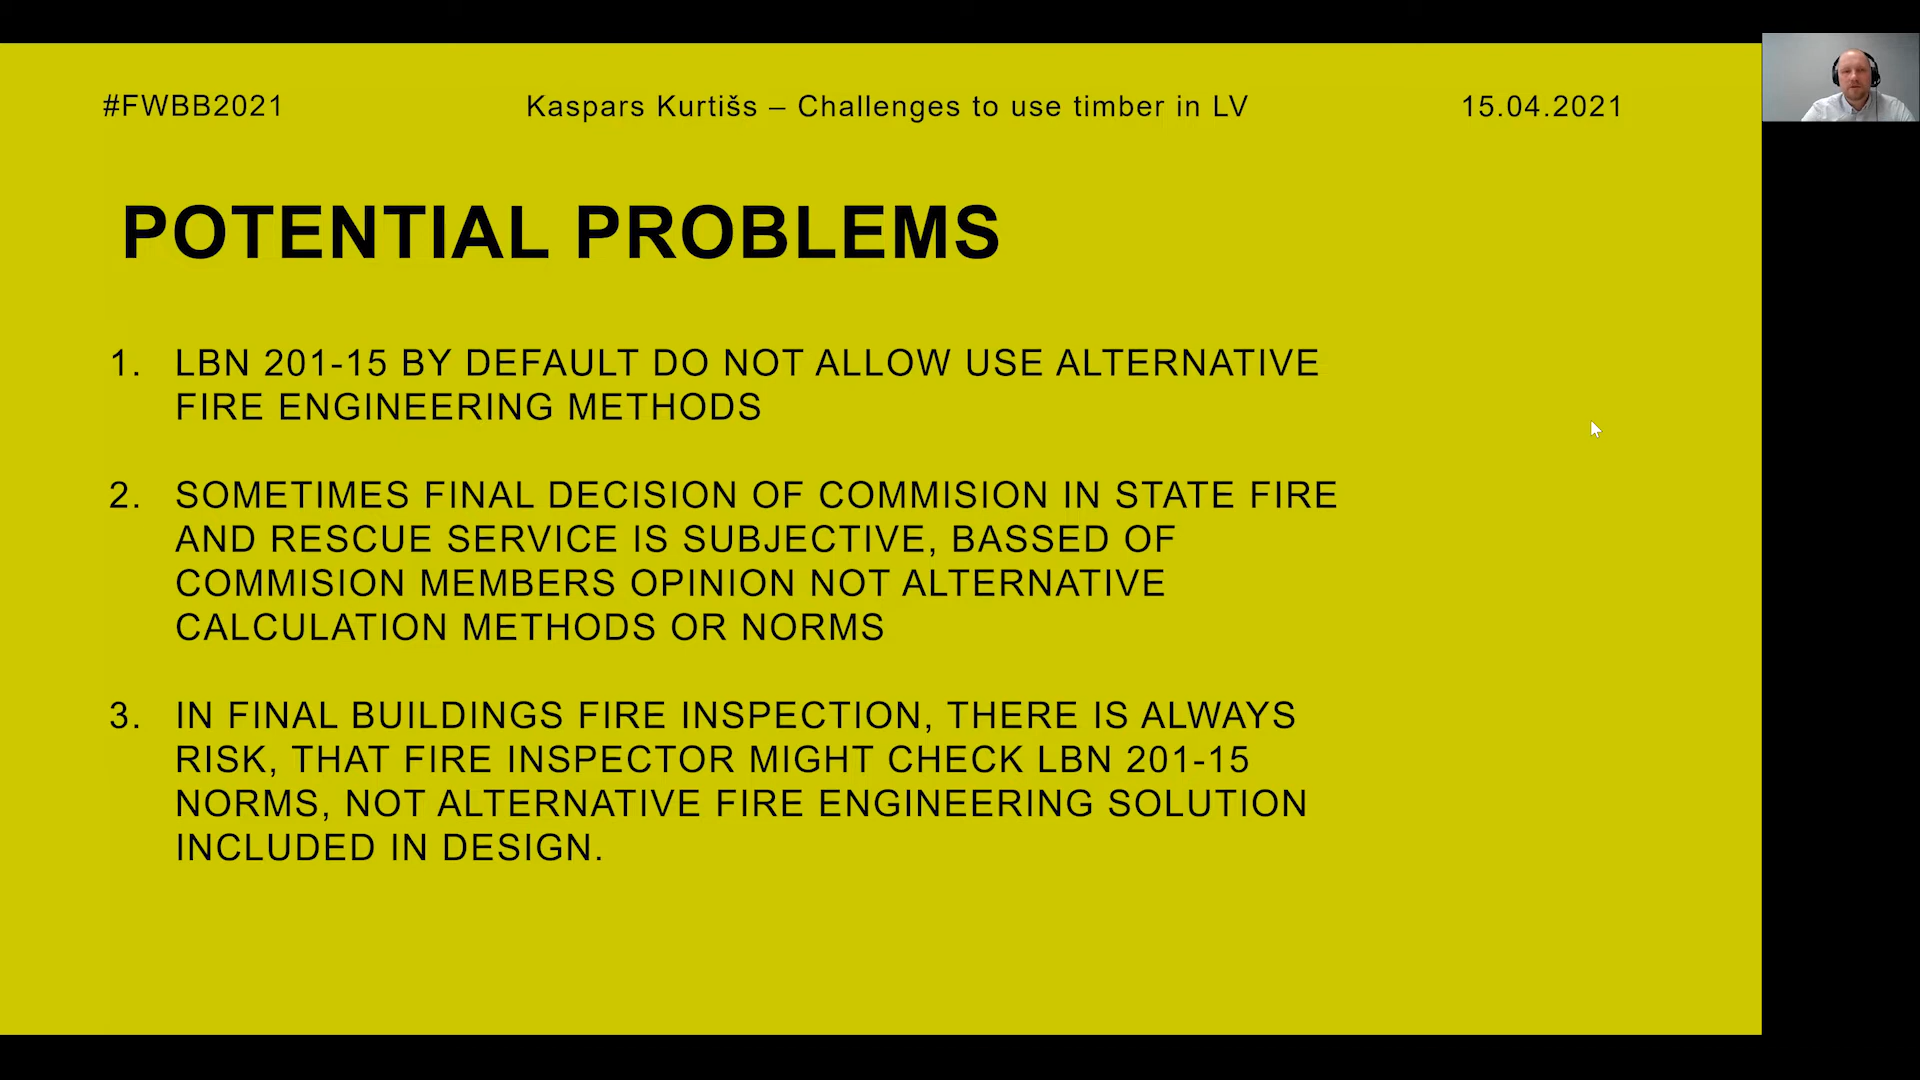 #FWBB2021
Kaspars Kurtišs – Challenges to use timber in LV
15.04.2021
POTENTIAL PROBLEMS
1. LBN 201-15 BY DEFAULT DO NOT ALLOW USE ALTERNATIVE
FIRE ENGINEERING METHODS
2. SOMETIMES FINAL DECISION OF COMMISION IN STATE FIRE
AND RESCUE SERVICE IS SUBJECTIVE, BASSED OF
COMMISION MEMBERS OPINION NOT ALTERNATIVE
CALCULATION METHODS OR NORMS
3. IN FINAL BUILDINGS FIRE INSPECTION, THERE IS ALWAYS
RISK, THAT FIRE INSPECTOR MIGHT CHECK LBN 201-15
NORMS, NOT ALTERNATIVE FIRE ENGINEERING SOLUTION
INCLUDED IN DESIGN.